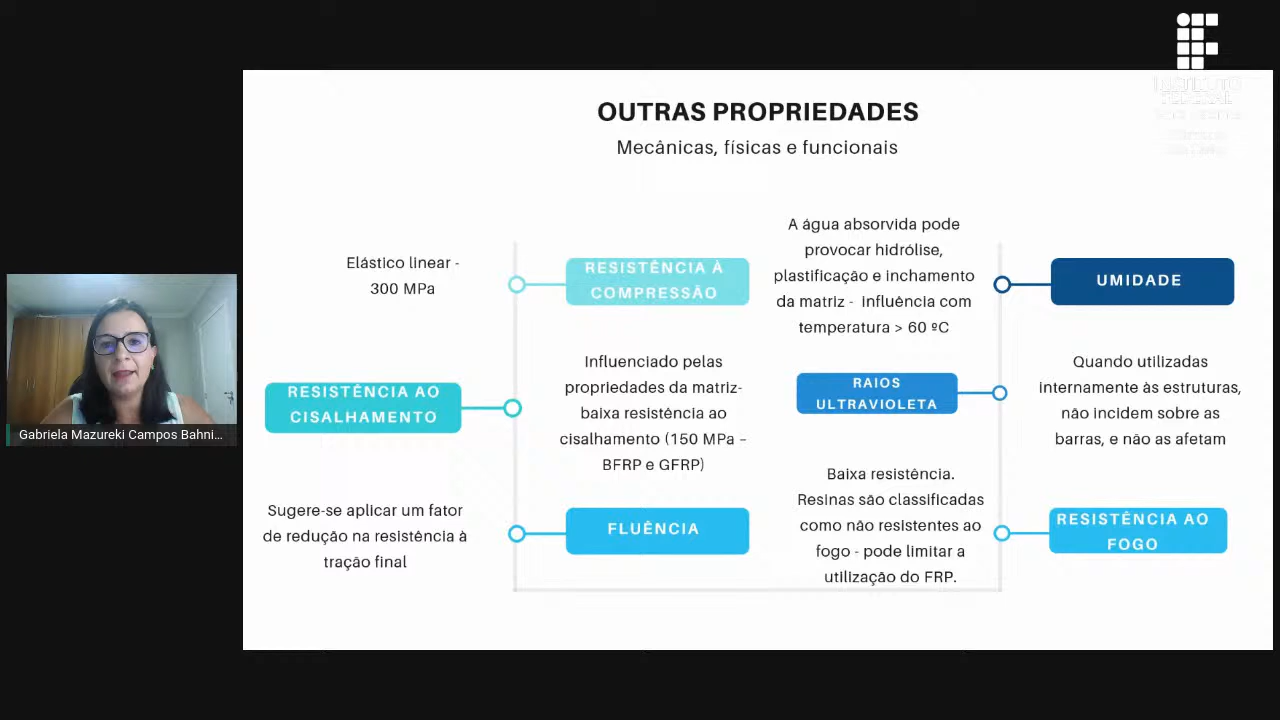 OUTRAS PROPRIEDADES
Mecânicas, físicas e funcionais
Elástico linear -
300 MPa
RESISTÊNCIA À
COMPRESSÃO
RESISTÊNCIA AO
CISALHAMENTO
Influenciado pelas
propriedades da matriz-
baixa resistência ao
cisalhamento (150 MPa –
BFRP e GFRP)
Sugere-se aplicar um fator
de redução na resistência à
tração final
FLUÊNCIA
A água absorvida pode
provocar hidrólise,
plastificação e inchamento
da matriz - influência com
temperatura > 60 ºC
UMIDADE
RAIOS
ULTRAVIOLETA
Quando utilizadas
internamente às estruturas,
não incidem sobre as
barras, e não as afetam
Baixa resistência.
Resinas são classificadas
como não resistentes ao
fogo - pode limitar a
utilização do FRP.
RESISTÊNCIA AO
FOGO
Gabriela Mazureki Campos Bahni...
INSTITUTO
FEDERAL